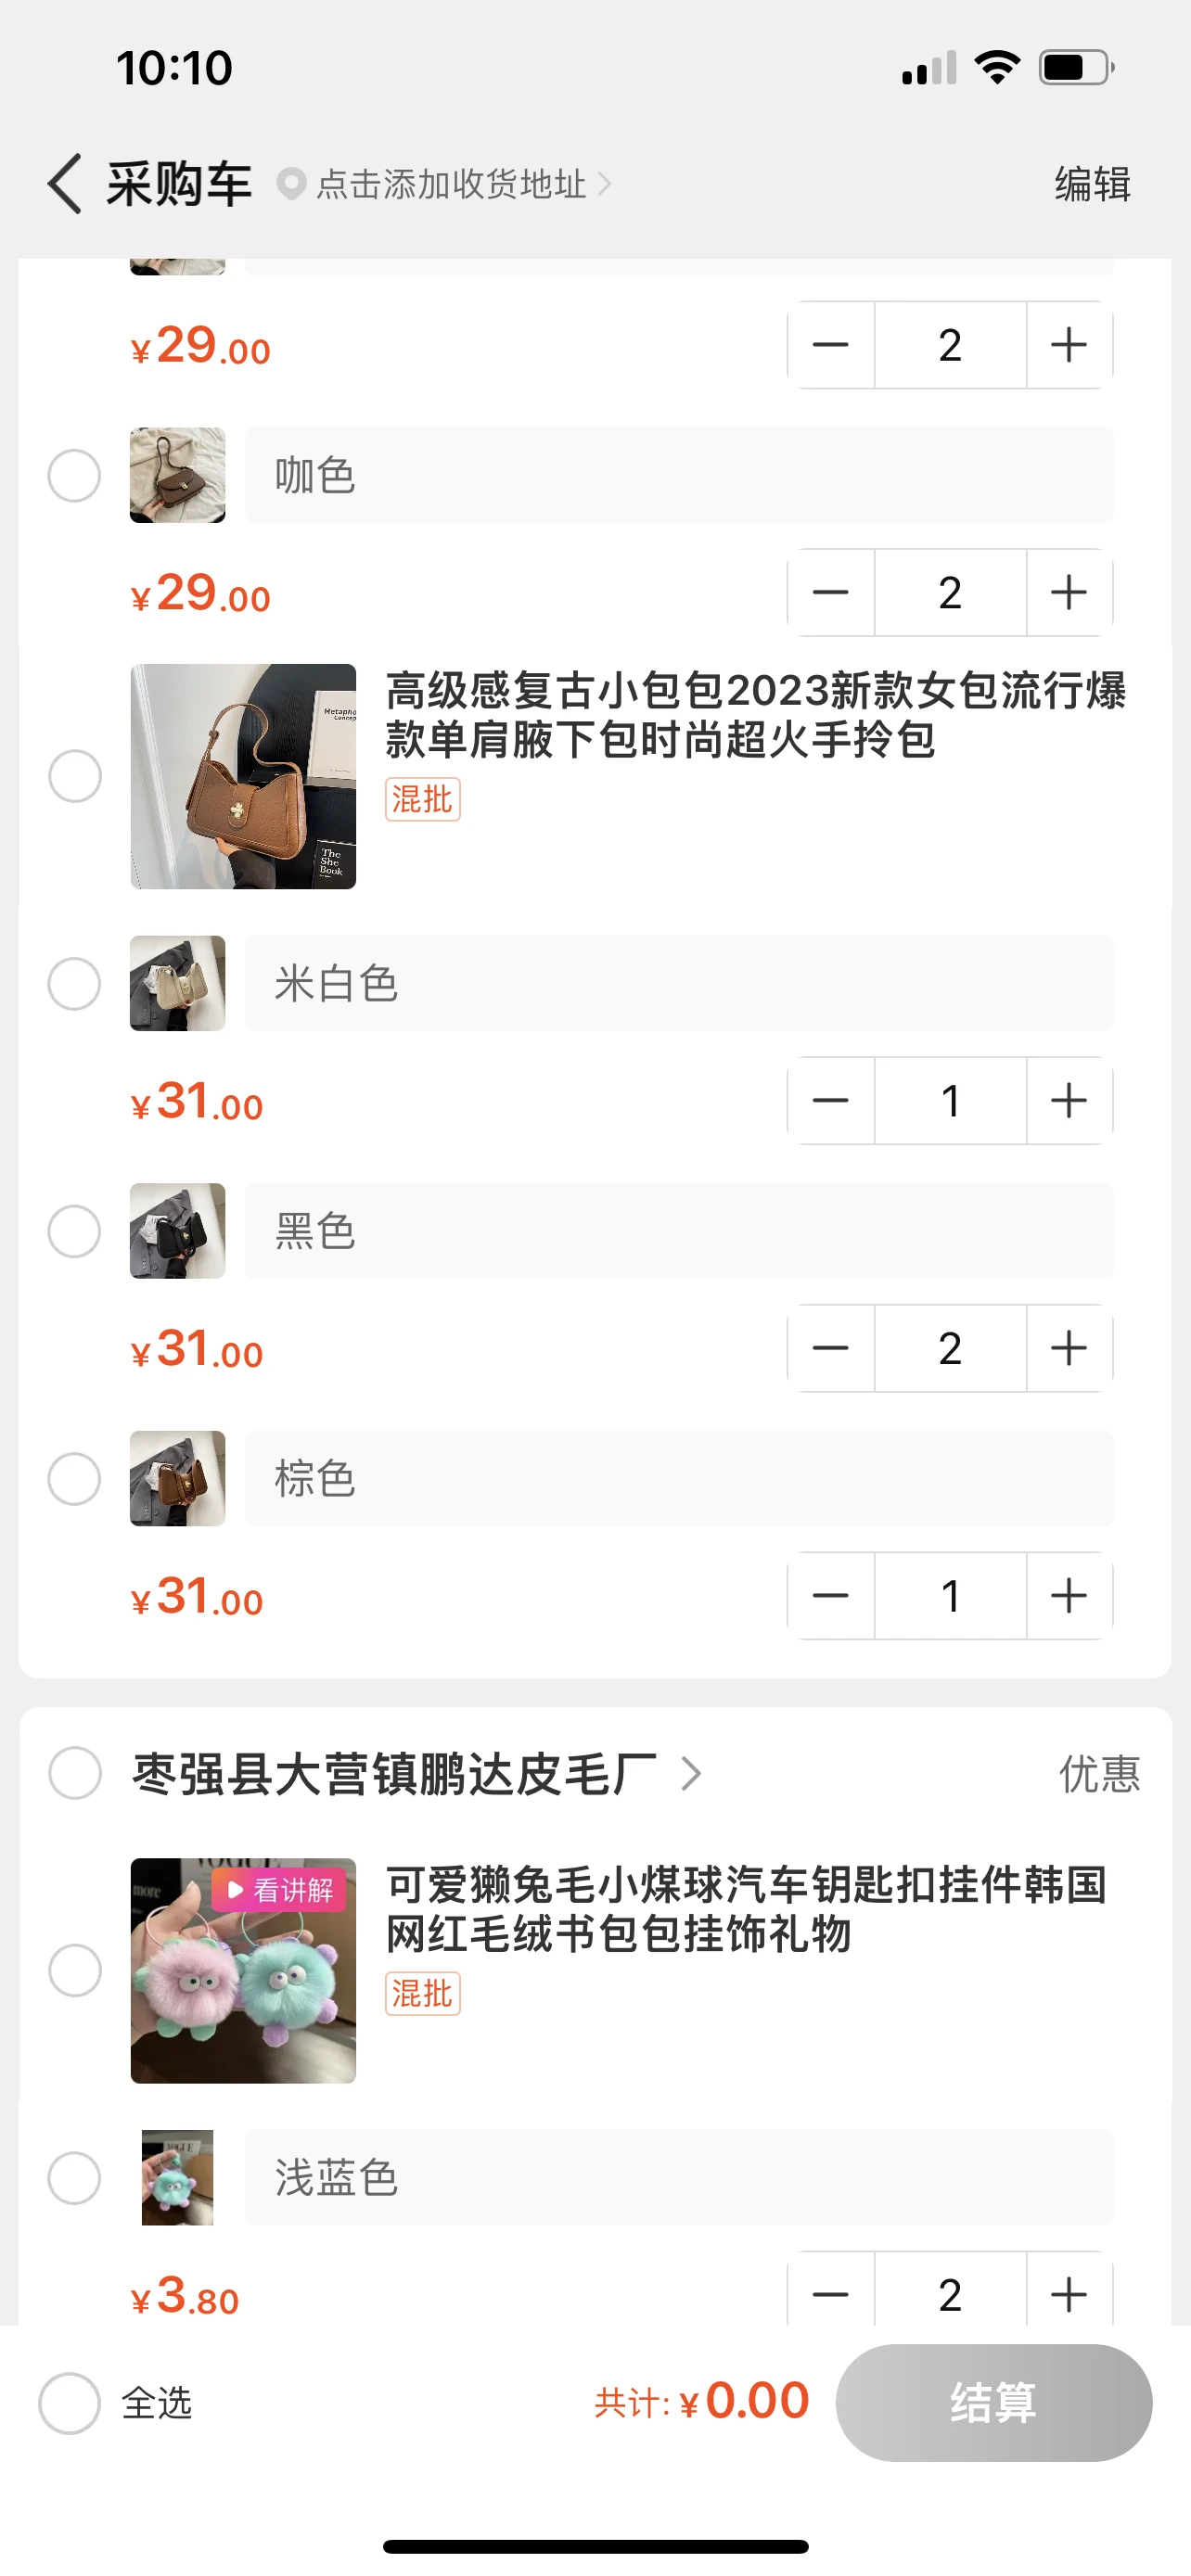 10:10
采购车 点击添加收货地址 编辑
¥29.00 2
咖色
¥29.00 2
高级感复古小包包2023新款女包流行爆
款单肩腋下包时尚超火手拎包
混批
Metapho
Concep
The
She
Book
米白色
¥31.00 1
黑色
¥31.00 2
棕色
¥31.00 1
枣强县大营镇鹏达皮毛厂 优惠
VOGUE
more
看讲解
可爱獭兔毛小煤球汽车钥匙扣挂件韩国
网红毛绒书包包挂饰礼物
混批
浅蓝色
¥3.80 2
全选 共计:¥0.00 结算